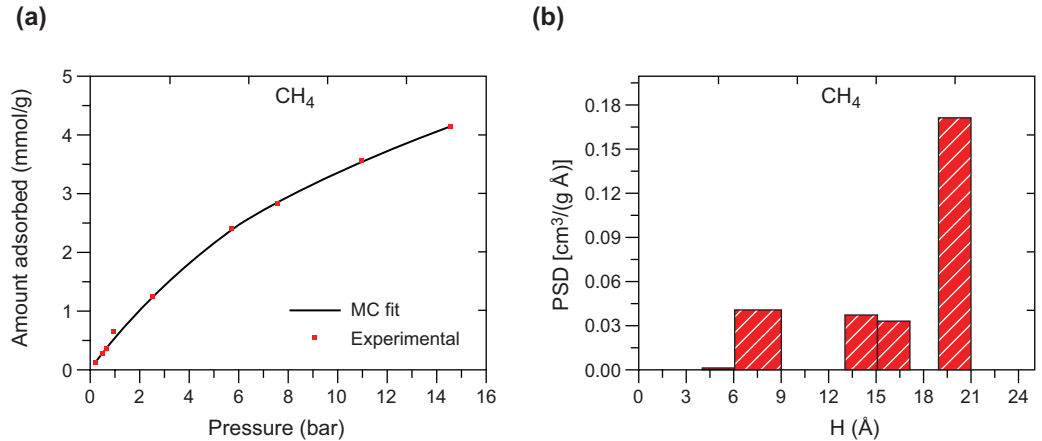 (a)
CH₄
Amount adsorbed (mmol/g)
5
4
3
2
1
0
MC fit
Experimental
0 2 4 6 8 10 12 14 16
Pressure (bar)
(b)
CH₄
PSD [cm³/(g Å)]
0.18
0.15
0.12
0.09
0.06
0.03
0.00
0 3 6 9 12 15 18 21 24
H (Å)